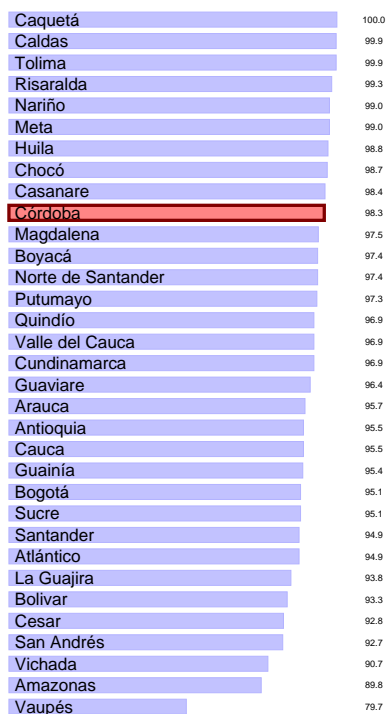 Caquetá 100.0
Caldas 99.9
Tolima 99.9
Risaralda 99.3
Nariño 99.0
Meta 99.0
Huila 98.8
Chocó 98.7
Casanare 98.4
Córdoba 98.3
Magdalena 97.5
Boyacá 97.4
Norte de Santander 97.4
Putumayo 97.3
Quindío 96.9
Valle del Cauca 96.9
Cundinamarca 96.9
Guaviare 96.4
Arauca 95.7
Antioquia 95.5
Cauca 95.5
Guainía 95.4
Bogotá 95.1
Sucre 95.1
Santander 94.9
Atlántico 94.9
La Guajira 93.8
Bolivar 93.3
Cesar 92.8
San Andrés 92.7
Vichada 90.7
Amazonas 89.8
Vaupés 79.7